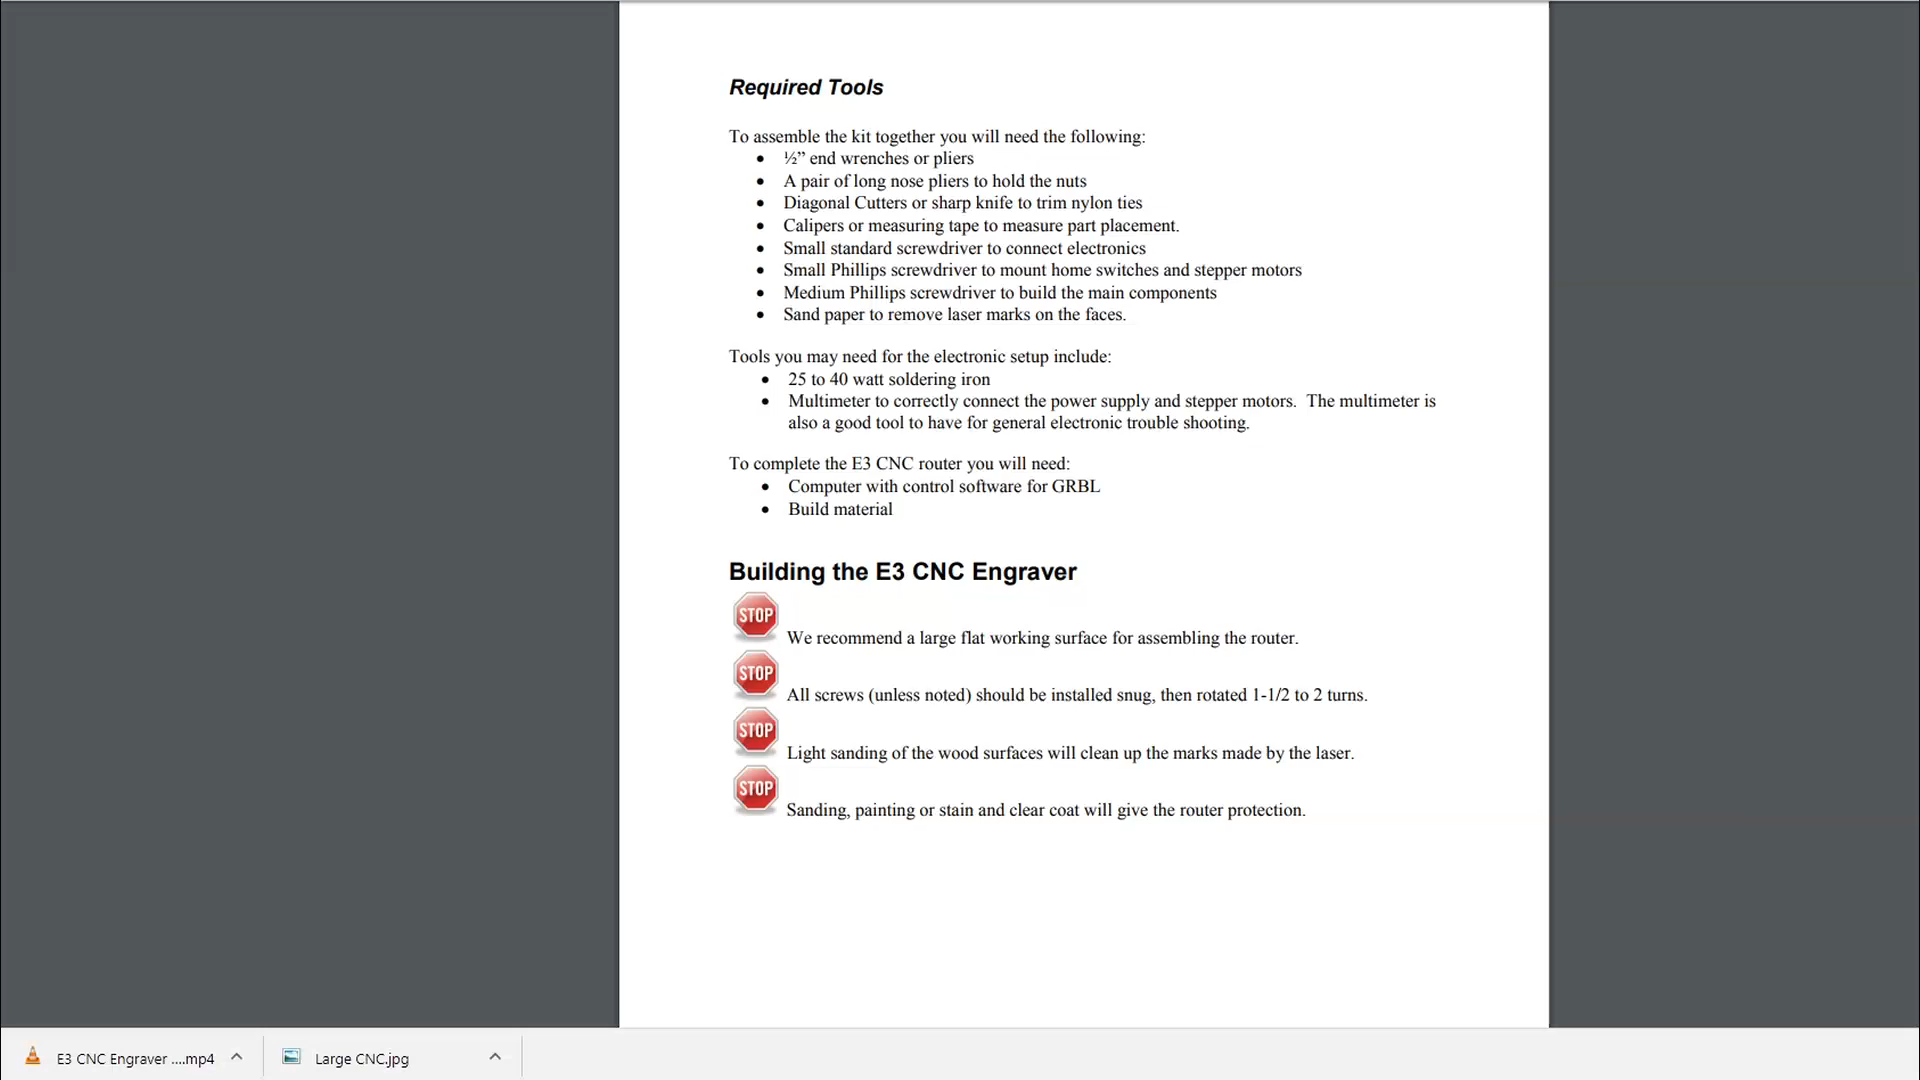 Required Tools
To assemble the kit together you will need the following:
• ½” end wrenches or pliers
• A pair of long nose pliers to hold the nuts
• Diagonal Cutters or sharp knife to trim nylon ties
• Calipers or measuring tape to measure part placement.
• Small standard screwdriver to connect electronics
• Small Phillips screwdriver to mount home switches and stepper motors
• Medium Phillips screwdriver to build the main components
• Sand paper to remove laser marks on the faces.
Tools you may need for the electronic setup include:
• 25 to 40 watt soldering iron
• Multimeter to correctly connect the power supply and stepper motors.  The multimeter is
also a good tool to have for general electronic trouble shooting.
To complete the E3 CNC router you will need:
• Computer with control software for GRBL
• Build material
Building the E3 CNC Engraver
STOP We recommend a large flat working surface for assembling the router.
STOP All screws (unless noted) should be installed snug, then rotated 1-1/2 to 2 turns.
STOP Light sanding of the wood surfaces will clean up the marks made by the laser.
STOP Sanding, painting or stain and clear coat will give the router protection.
E3 CNC Engraver ....mp4
Large CNC.jpg